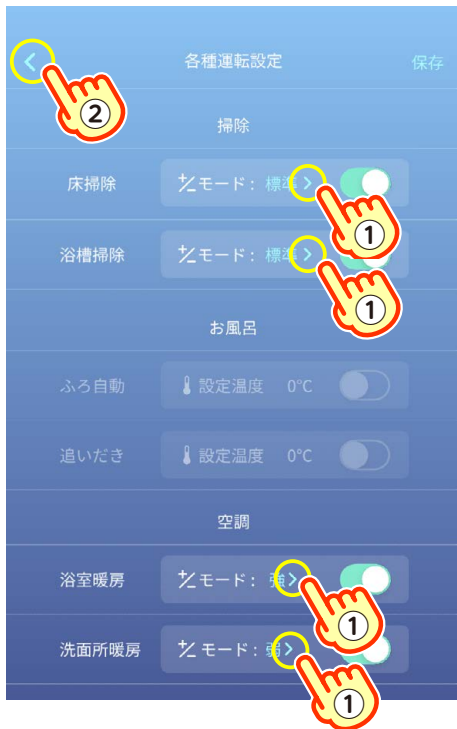 各種運転設定 保存
②
掃除
床掃除 モード： 標準
①
浴槽掃除 モード： 標準
①
お風呂
ふろ自動 設定温度 0℃
追いだき 設定温度 0℃
空調
浴室暖房 モード： 強
①
洗面所暖房 モード： 弱
①